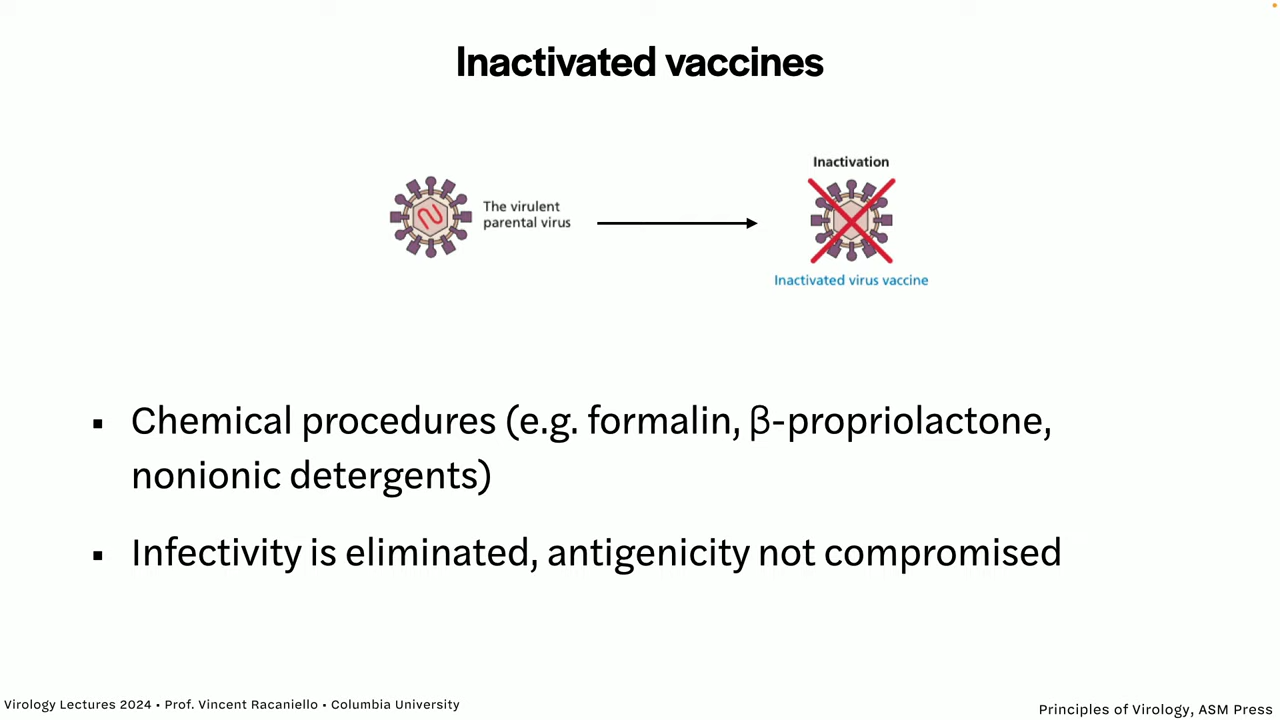 Inactivated vaccines
Inactivation
The virulent
parental virus
Inactivated virus vaccine
▪ Chemical procedures (e.g. formalin, β-propriolactone,
nonionic detergents)
▪ Infectivity is eliminated, antigenicity not compromised
Virology Lectures 2024 • Prof. Vincent Racaniello • Columbia University
Principles of Virology, ASM Press